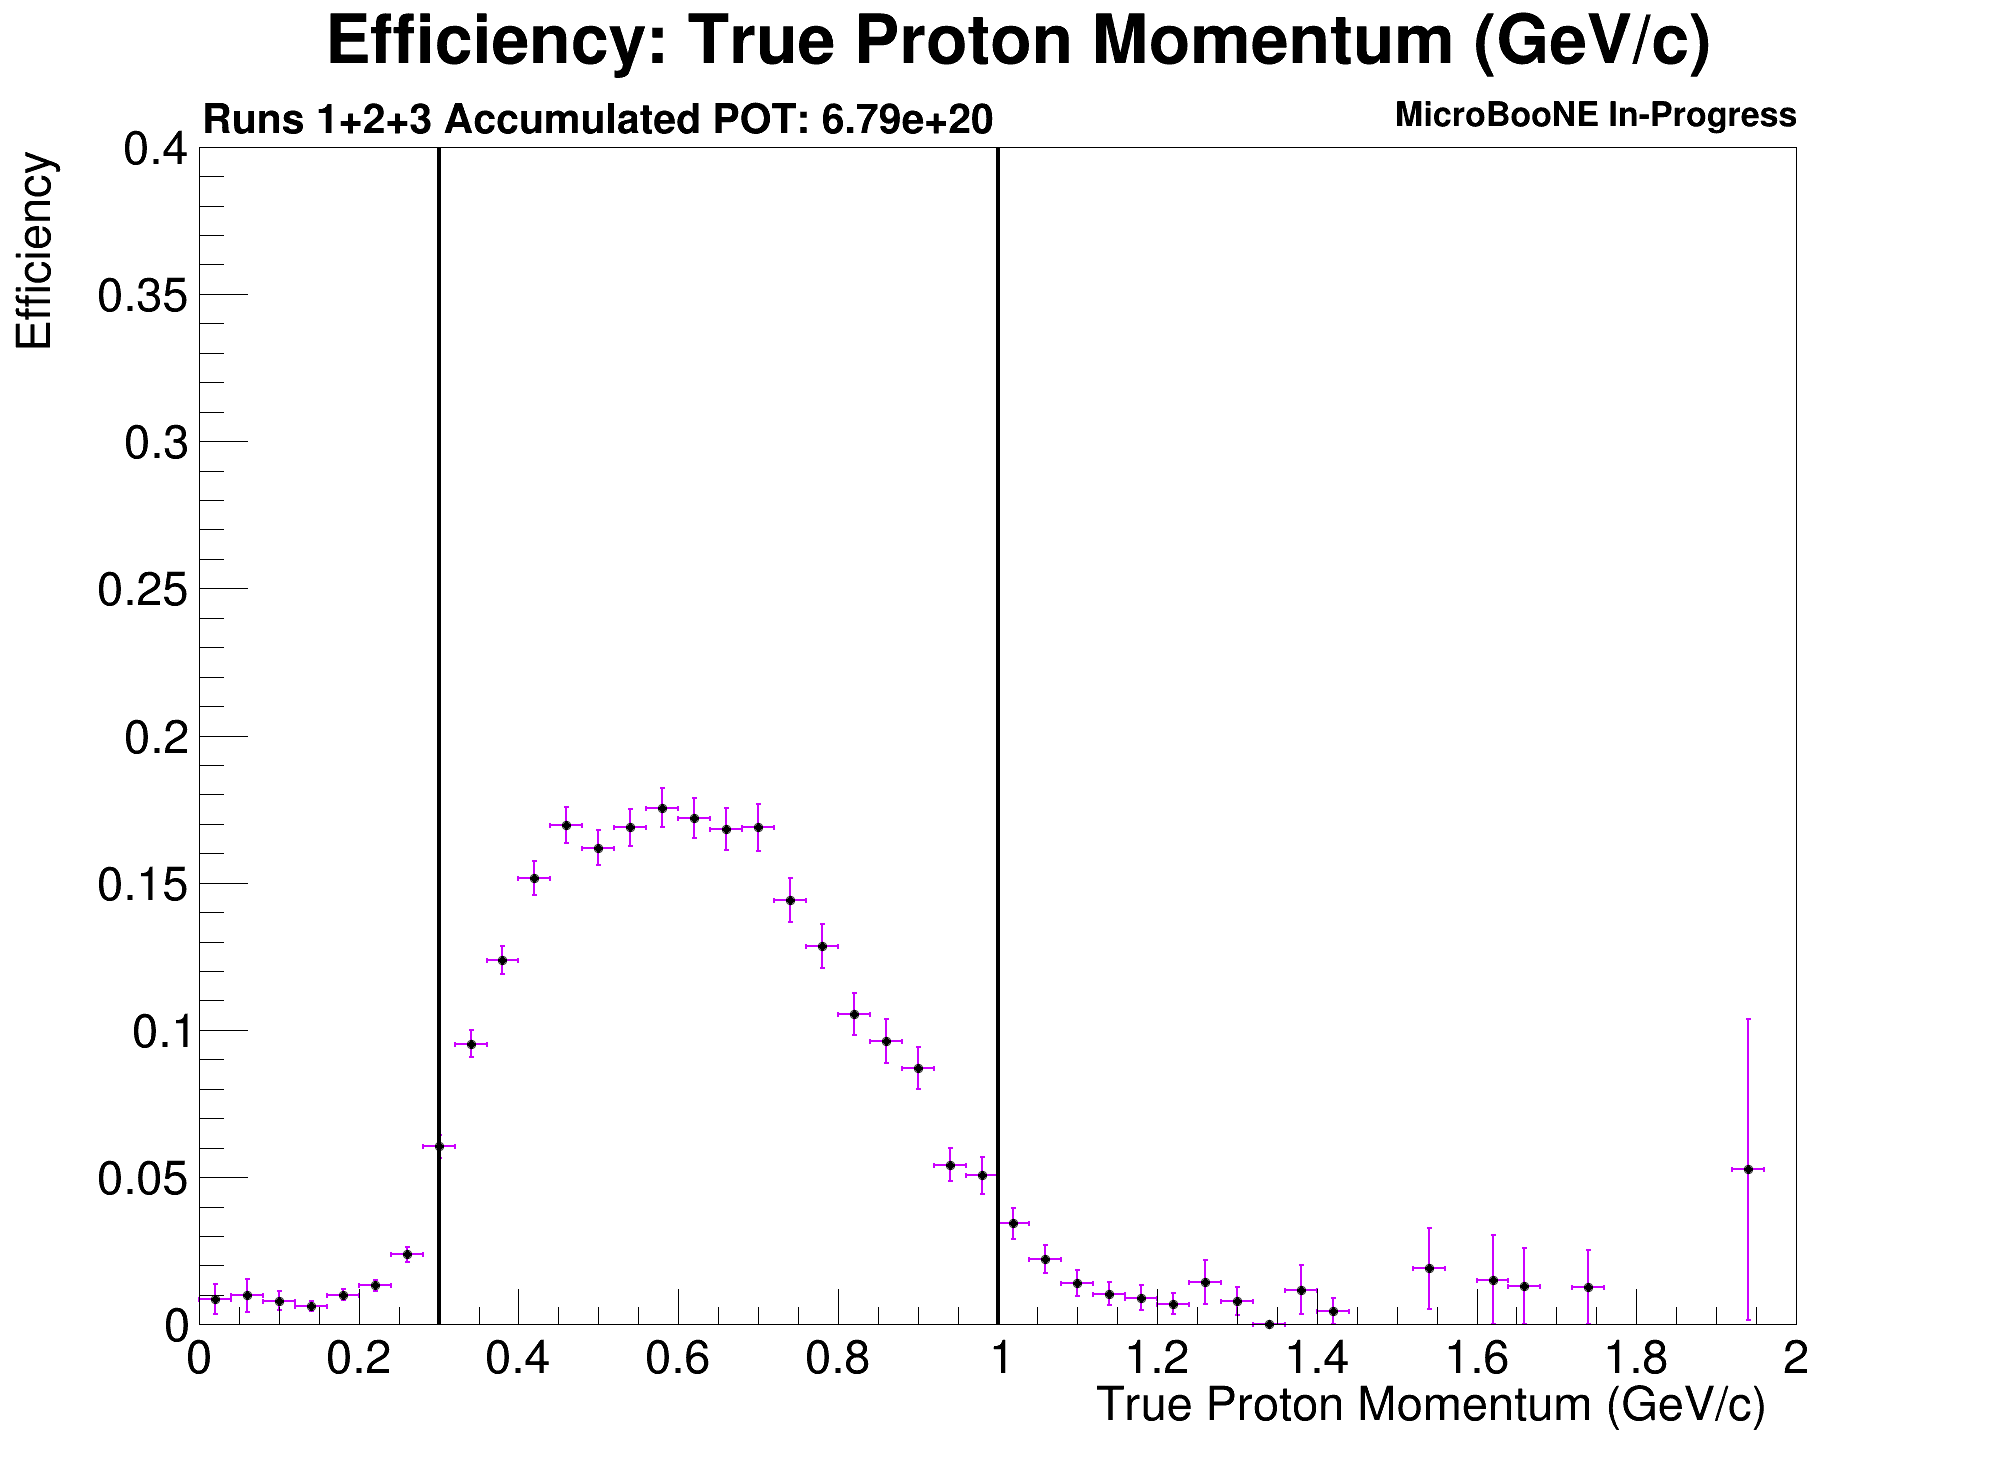 Efficiency: True Proton Momentum (GeV/c)
Runs 1+2+3 Accumulated POT: 6.79e+20
MicroBooNE In-Progress
Efficiency
0.4
0.35
0.3
0.25
0.2
0.15
0.1
0.05
0
0 0.2 0.4 0.6 0.8 1 1.2 1.4 1.6 1.8 2
True Proton Momentum (GeV/c)